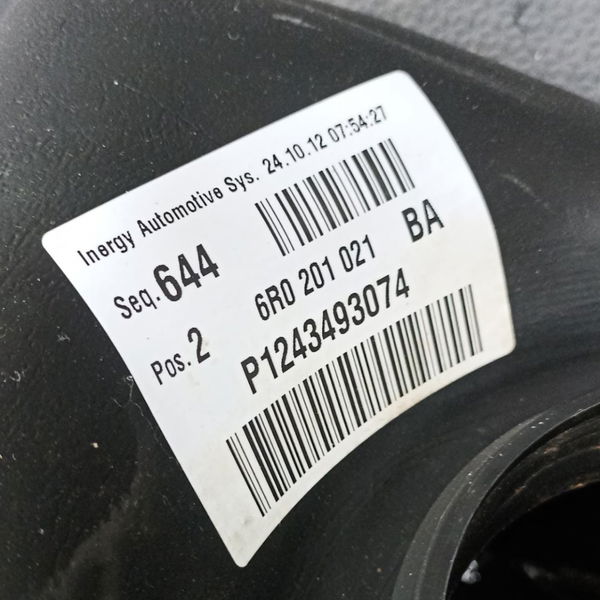 Inergy Automotive Sys. 24.10.12 07:54:27
Seq. 644
6R0 201 021 BA
Pos. 2
P1243493074